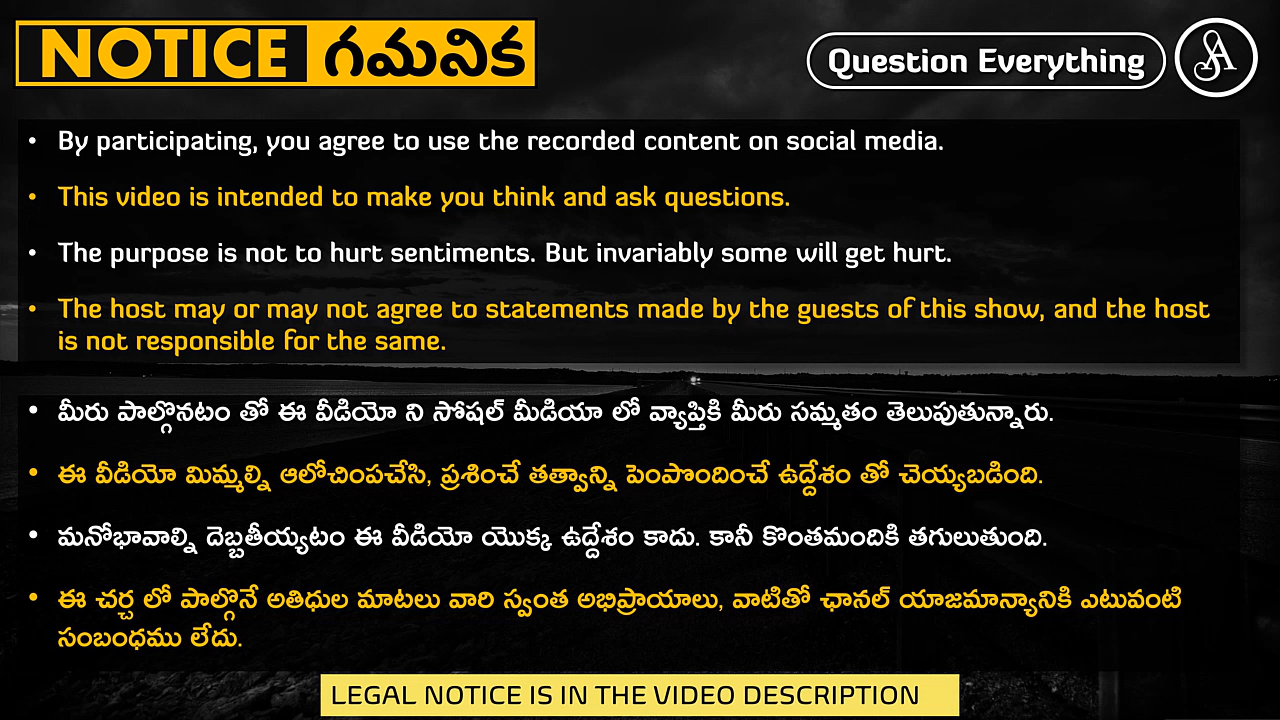 NOTICE గమనిక
Question Everything
• By participating, you agree to use the recorded content on social media.
• This video is intended to make you think and ask questions.
• The purpose is not to hurt sentiments. But invariably some will get hurt.
• The host may or may not agree to statements made by the guests of this show, and the host
is not responsible for the same.
• మీరు పాల్గొనటం తో ఈ వీడియో ని సోషల్ మీడియా లో వ్యాప్తికి మీరు సమ్మతం తెలుపుతున్నారు.
• ఈ వీడియో మిమ్మల్ని ఆలోచింపచేసి, ప్రశించే తత్వాన్ని పెంపొందించే ఉద్దేశం తో చెయ్యబడింది.
• మనోభావాల్ని దెబ్బతీయ్యటం ఈ వీడియో యొక్క ఉద్దేశం కాదు. కానీ కొంతమందికి తగులుతుంది.
• ఈ చర్చ లో పాల్గొనే అతిధుల మాటలు వారి స్వంత అభిప్రాయాలు, వాటితో ఛానల్ యాజమాన్యానికి ఎటువంటి
సంబంధము లేదు.
LEGAL NOTICE IS IN THE VIDEO DESCRIPTION